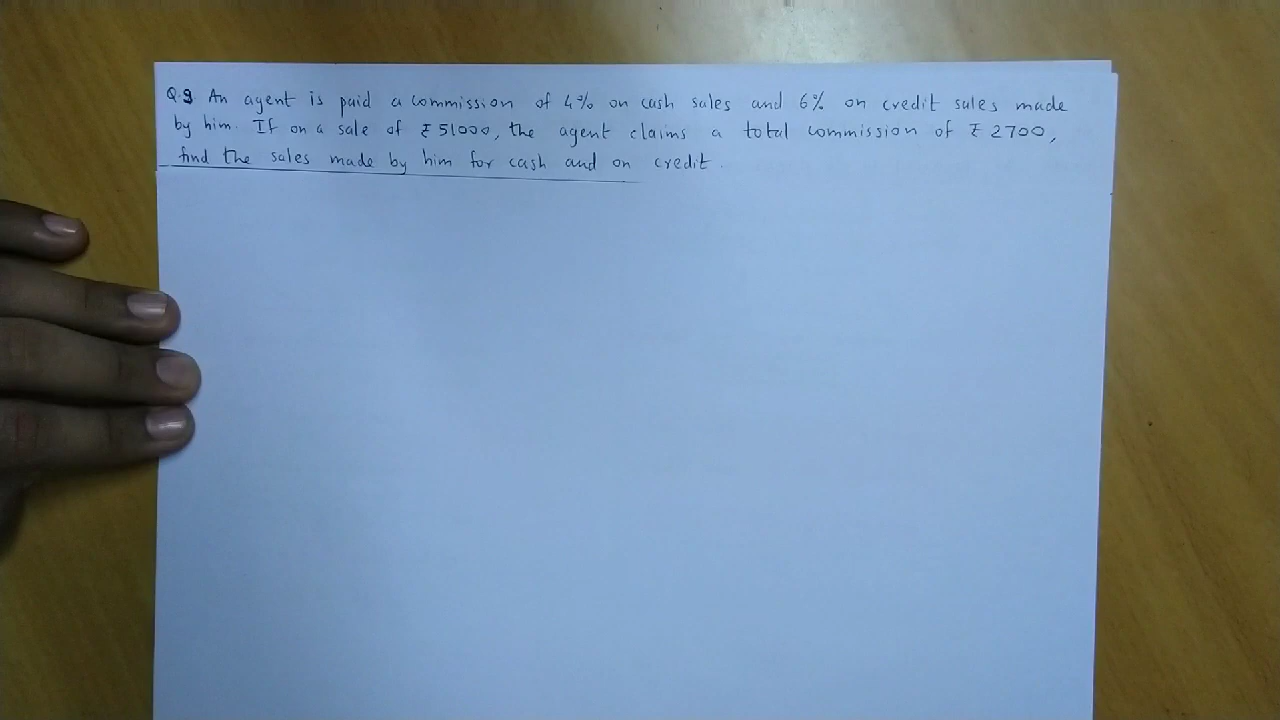 Q.9 An agent is paid a commission of 4% on cash sales and 6% on credit sales made
by him. If on a sale of ₹ 51000, the agent claims a total commission of ₹ 2700,
find the sales made by him for cash and on credit.